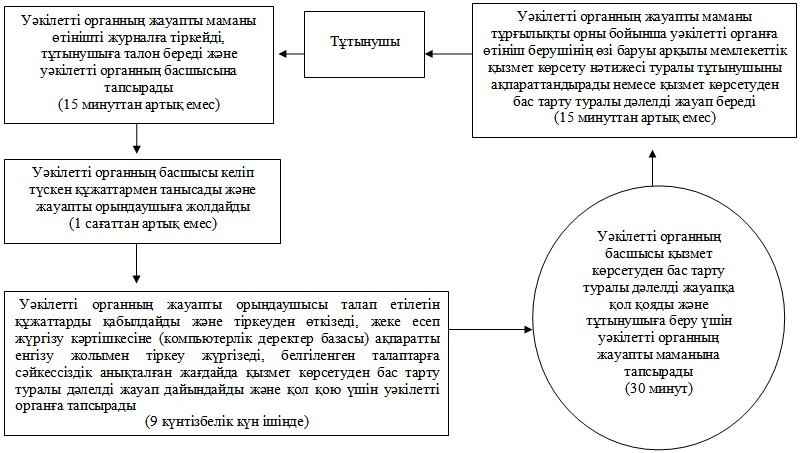 Уәкілетті органның жауапты маманы
өтінішті журналға тіркейді,
тұтынушыға талон береді және
уәкілетті органның басшысына
тапсырады
(15 минуттан артық емес)
Тұтынушы
Уәкілетті органның жауапты маманы
тұрғылықты орны бойынша уәкілетті органға
өтініш берушінің өзі баруы арқылы мемлекеттік
қызмет көрсету нәтижесі туралы тұтынушыны
ақпараттандырады немесе қызмет көрсетуден
бас тарту туралы дәлелді жауап береді
(15 минуттан артық емес)
Уәкілетті органның басшысы келіп
түскен құжаттармен танысады және
жауапты орындаушыға жолдайды
(1 сағаттан артық емес)
Уәкілетті органның жауапты орындаушысы талап етілетін
құжаттарды қабылдайды және тіркеуден өткізеді, жеке есеп
жүргізу кәртішкесіне (компьютерлік деректер базасы) ақпаратты
енгізу жолымен тіркеу жүргізеді, белгіленген талаптарға
сәйкессіздік анықталған жағдайда қызмет көрсетуден бас тарту
туралы дәлелді жауап дайындайды және қол қою үшін уәкілетті
органға тапсырады
(9 күнтізбелік күн ішінде)
Уәкілетті органның
басшысы қызмет
көрсетуден бас тарту
туралы дәлелді жауапқа
қол қояды және
тұтынушыға беру үшін
уәкілетті органның
жауапты маманына
тапсырады
(30 минут)